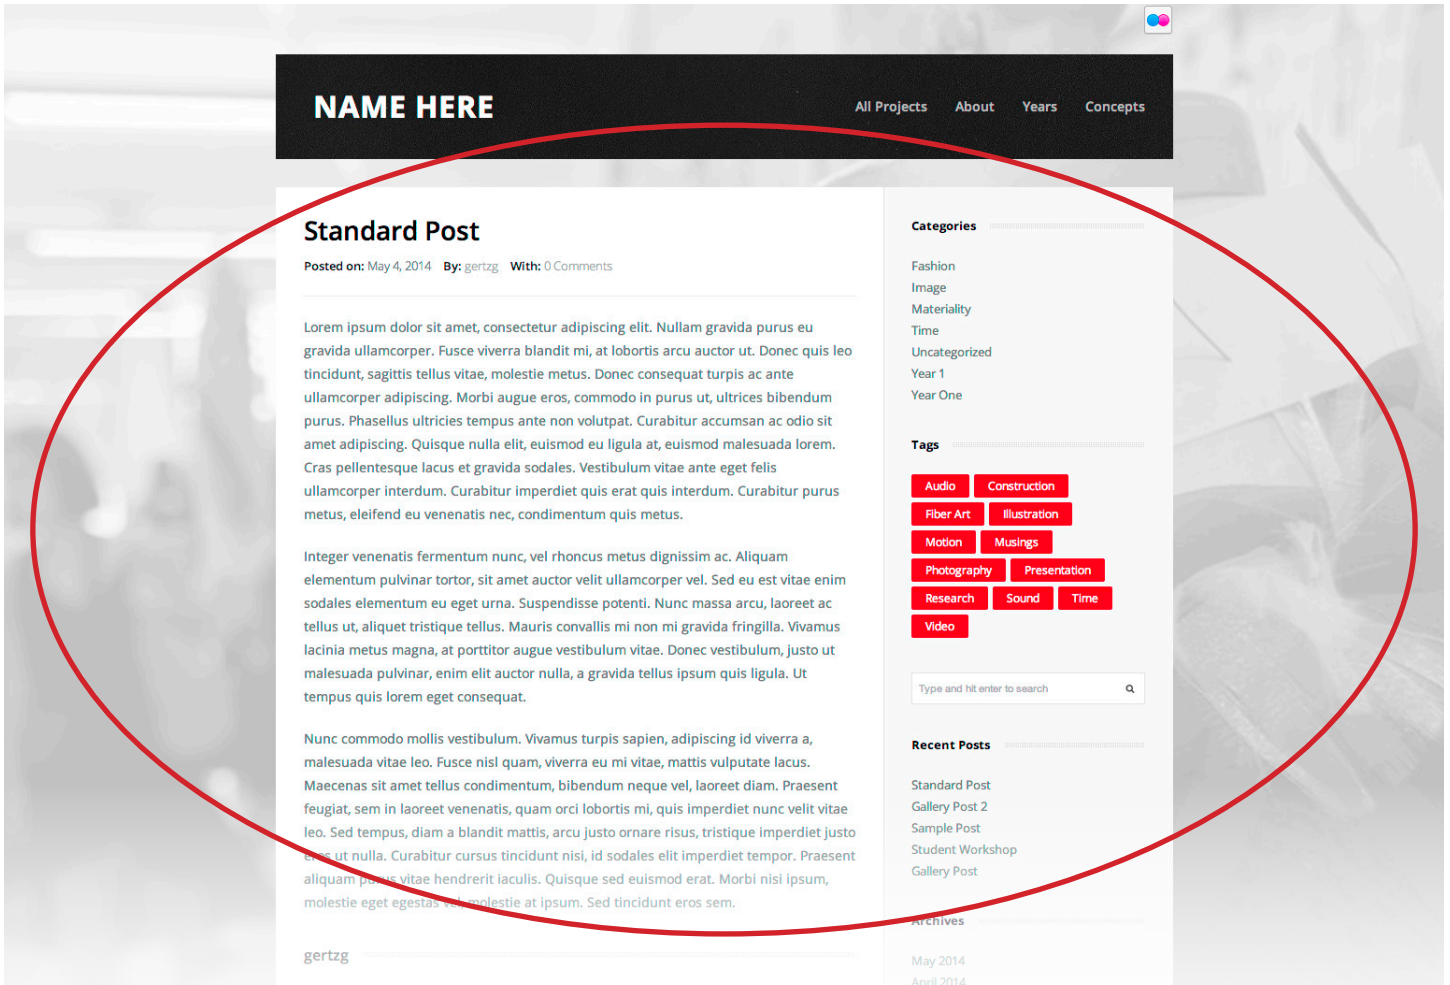 NAME HERE
All Projects About Years Concepts
Standard Post
Posted on: May 4, 2014 By: gertzg With: 0 Comments
Lorem ipsum dolor sit amet, consectetur adipiscing elit. Nullam gravida purus eu
gravida ullamcorper. Fusce viverra blandit mi, at lobortis arcu auctor ut. Donec quis leo
tincidunt, sagittis tellus vitae, molestie metus. Donec consequat turpis ac ante
ullamcorper adipiscing. Morbi augue eros, commodo in purus ut, ultrices bibendum
purus. Phasellus ultricies tempus ante non volutpat. Curabitur accumsan ac odio sit
amet adipiscing. Quisque nulla elit, euismod eu ligula at, euismod malesuada lorem.
Cras pellentesque lacus et gravida sodales. Vestibulum vitae ante eget felis
ullamcorper interdum. Curabitur imperdiet quis erat quis interdum. Curabitur purus
metus, eleifend eu venenatis nec, condimentum quis metus.
Integer venenatis fermentum nunc, vel rhoncus metus dignissim ac. Aliquam
elementum pulvinar tortor, sit amet auctor velit ullamcorper vel. Sed eu est vitae enim
sodales elementum eu eget urna. Suspendisse potenti. Nunc massa arcu, laoreet ac
tellus ut, aliquet tristique tellus. Mauris convallis mi non mi gravida fringilla. Vivamus
lacinia metus magna, at porttitor augue vestibulum vitae. Donec vestibulum, justo ut
malesuada pulvinar, enim elit auctor nulla, a gravida tellus ipsum quis ligula. Ut
tempus quis lorem eget consequat.
Nunc commodo mollis vestibulum. Vivamus turpis sapien, adipiscing id viverra a,
malesuada vitae leo. Fusce nisl quam, viverra eu mi vitae, mattis vulputate lacus.
Maecenas sit amet tellus condimentum, bibendum neque vel, laoreet diam. Praesent
feugiat, sem in laoreet venenatis, quam orci lobortis mi, quis imperdiet nunc velit vitae
leo. Sed tempus, diam a blandit mattis, arcu justo ornare risus, tristique imperdiet justo
eros ut nulla. Curabitur cursus tincidunt nisi, id sodales elit imperdiet tempor. Praesent
aliquam purus vitae hendrerit iaculis. Quisque sed euismod erat. Morbi nisi ipsum,
molestie eget egestas vel, molestie at ipsum. Sed tincidunt eros sem.
gertzg
Categories
Fashion
Image
Materiality
Time
Uncategorized
Year 1
Year One
Tags
Audio Construction
Fiber Art Illustration
Motion Musings
Photography Presentation
Research Sound Time
Video
Type and hit enter to search
Recent Posts
Standard Post
Gallery Post 2
Sample Post
Student Workshop
Gallery Post
Archives
May 2014
April 2014